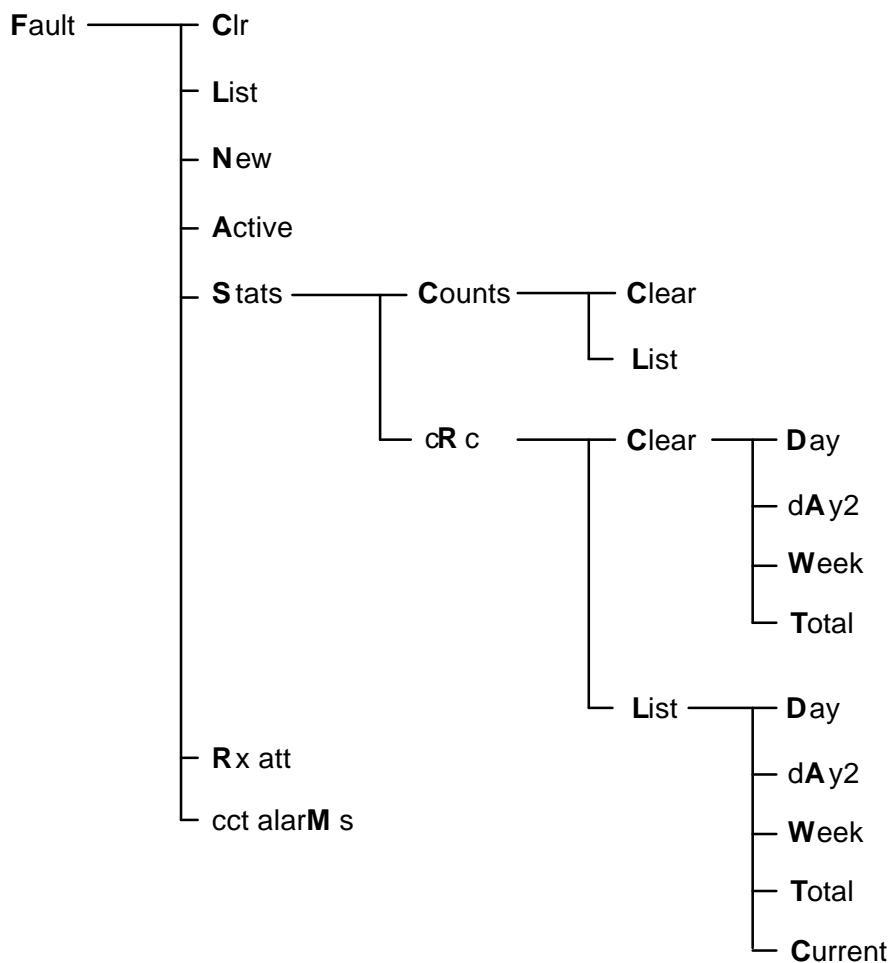 Fault Clr
List
New
Active
Stats Counts Clear
List
cRc Clear Day
dAy2
Week
Total
List Day
Rx att
dAy2
cct alarMs
Week
Total
Current